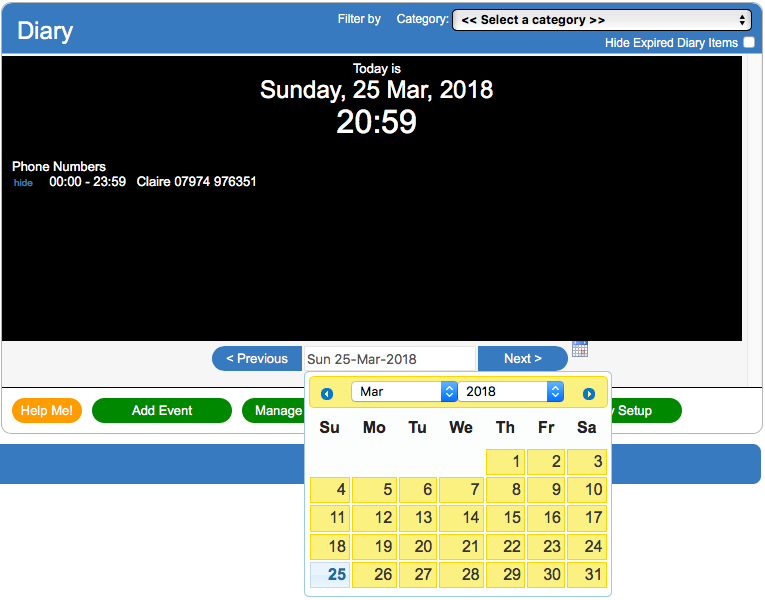 Diary
Filter by Category: << Select a category >>
Hide Expired Diary Items
Today is
Sunday, 25 Mar, 2018
20:59
Phone Numbers
hide 00:00 - 23:59 Claire 07974 976351
< Previous Sun 25-Mar-2018 Next >
Help Me! Add Event Manage Setup
Mar 2018
Su Mo Tu We Th Fr Sa
1 2 3
4 5 6 7 8 9 10
11 12 13 14 15 16 17
18 19 20 21 22 23 24
25 26 27 28 29 30 31